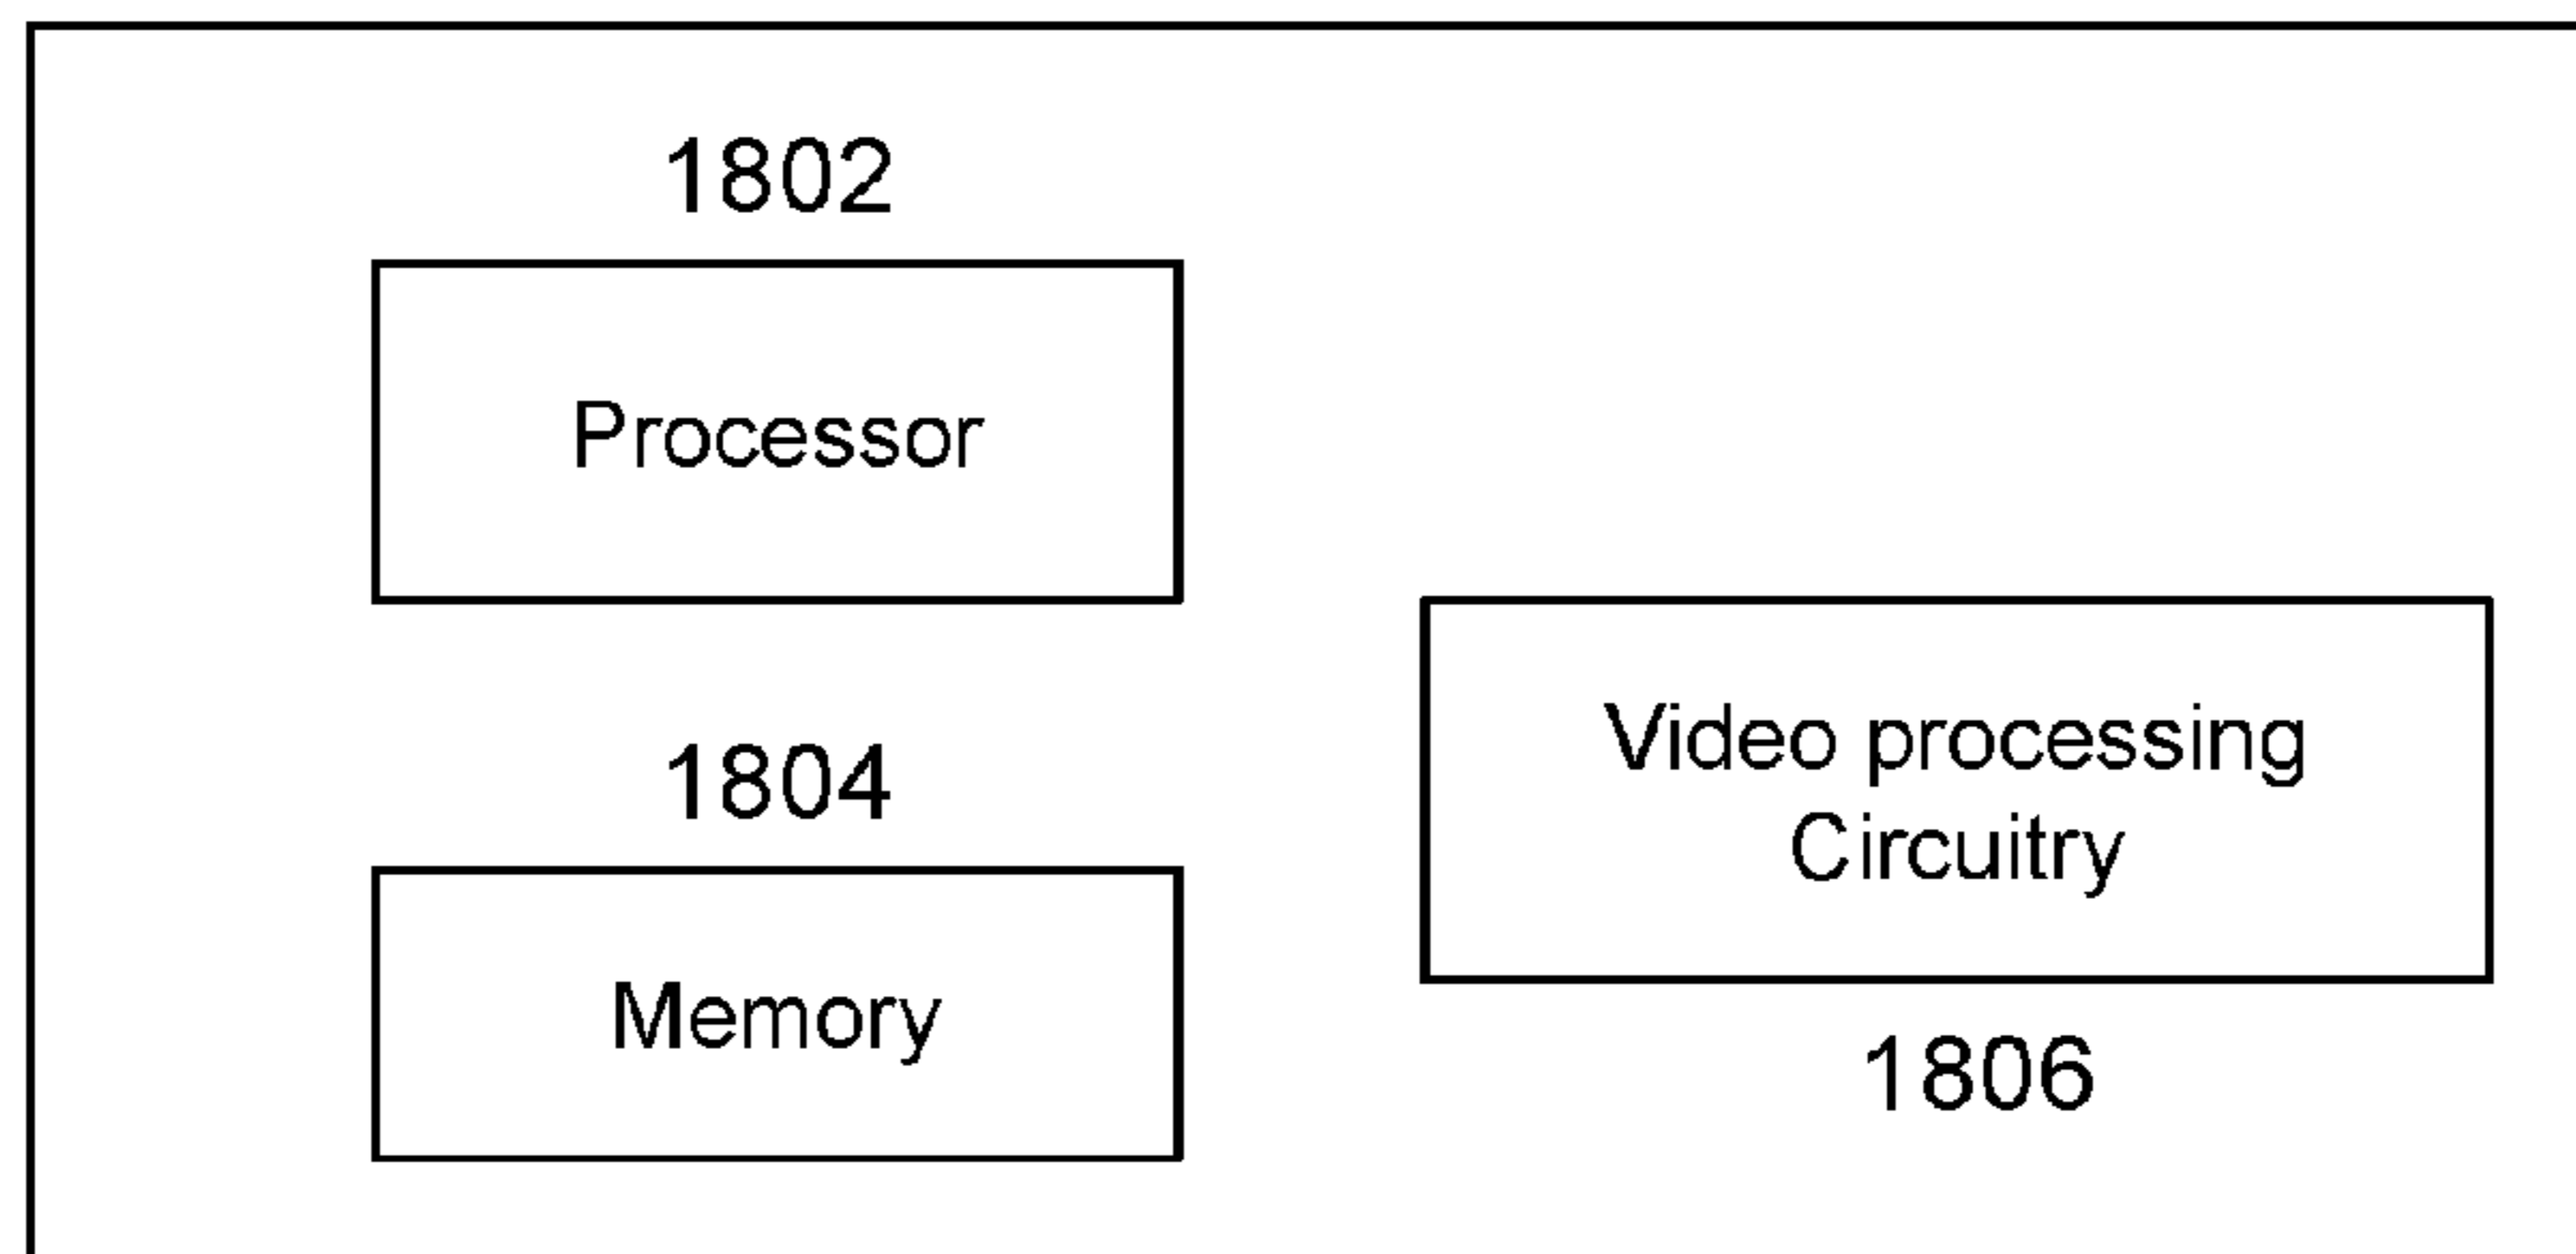 1802
Processor
1804
Memory
Video processing
Circuitry
1806